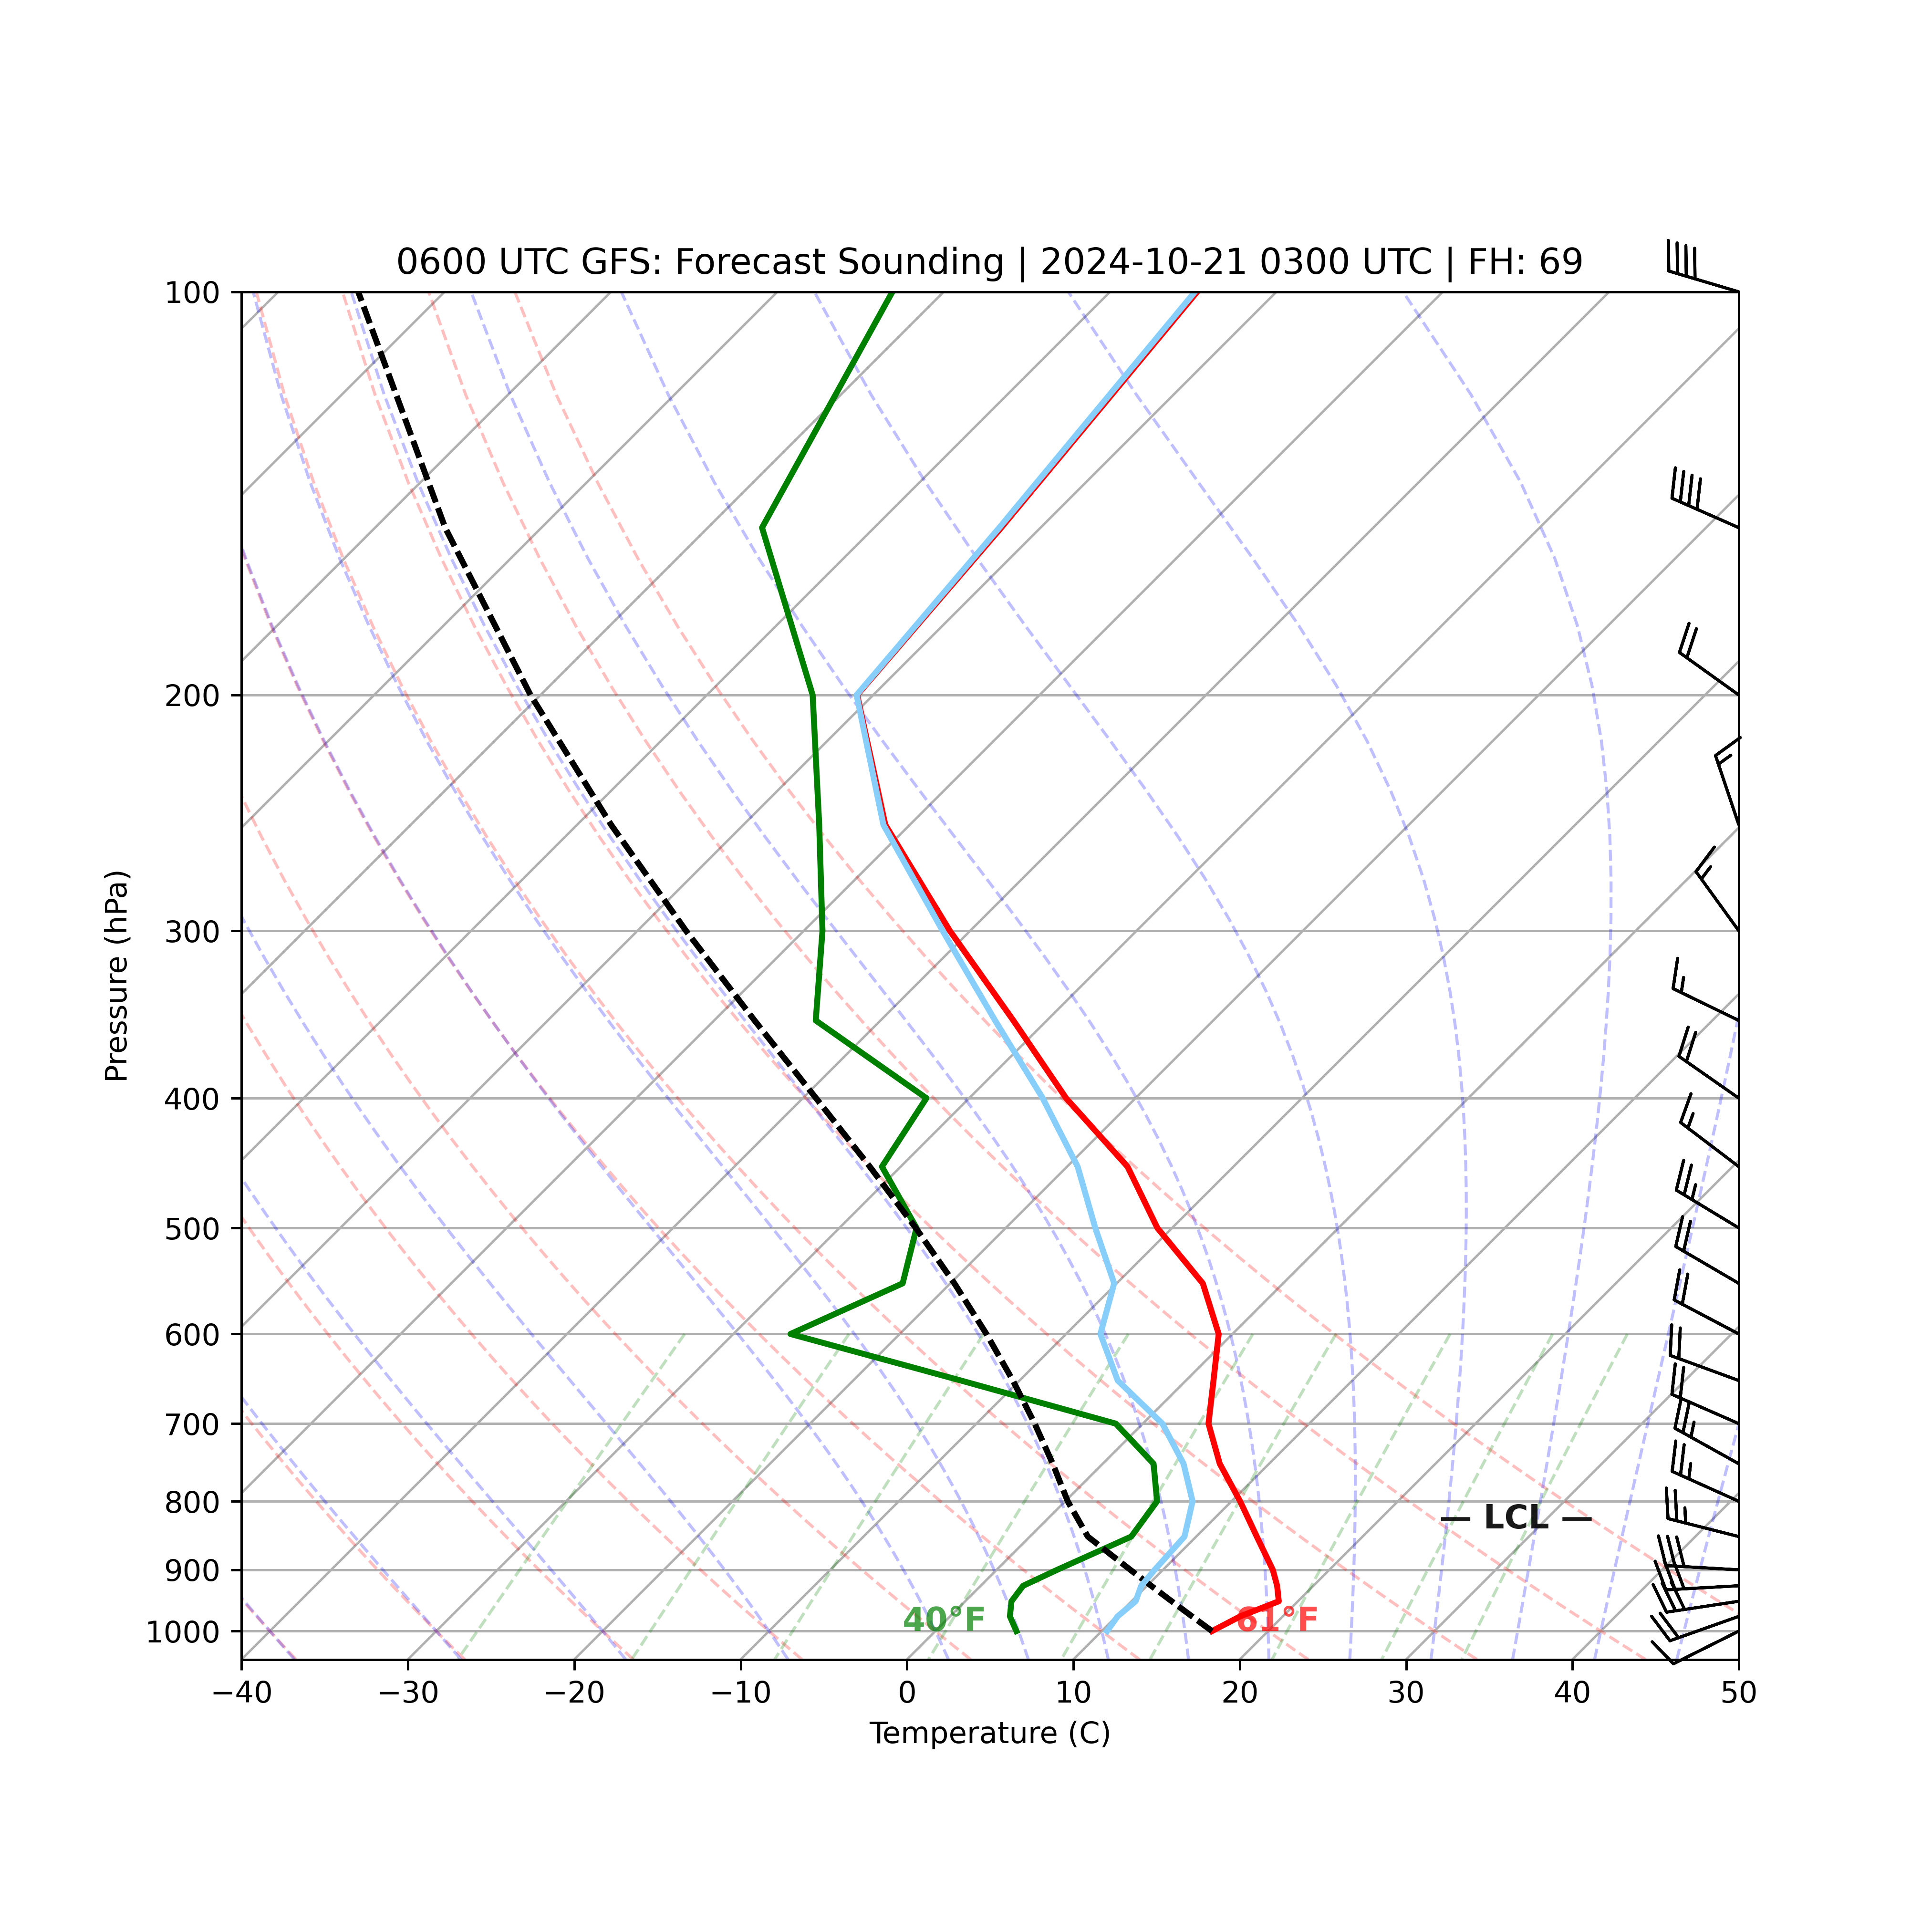 0600 UTC GFS: Forecast Sounding | 2024-10-21 0300 UTC | FH: 69
100
200
300
400
500
600
700
800
900
1000
Pressure (hPa)
— LCL —
40°F
61°F
−40 −30 −20 −10 0 10 20 30 40 50
Temperature (C)